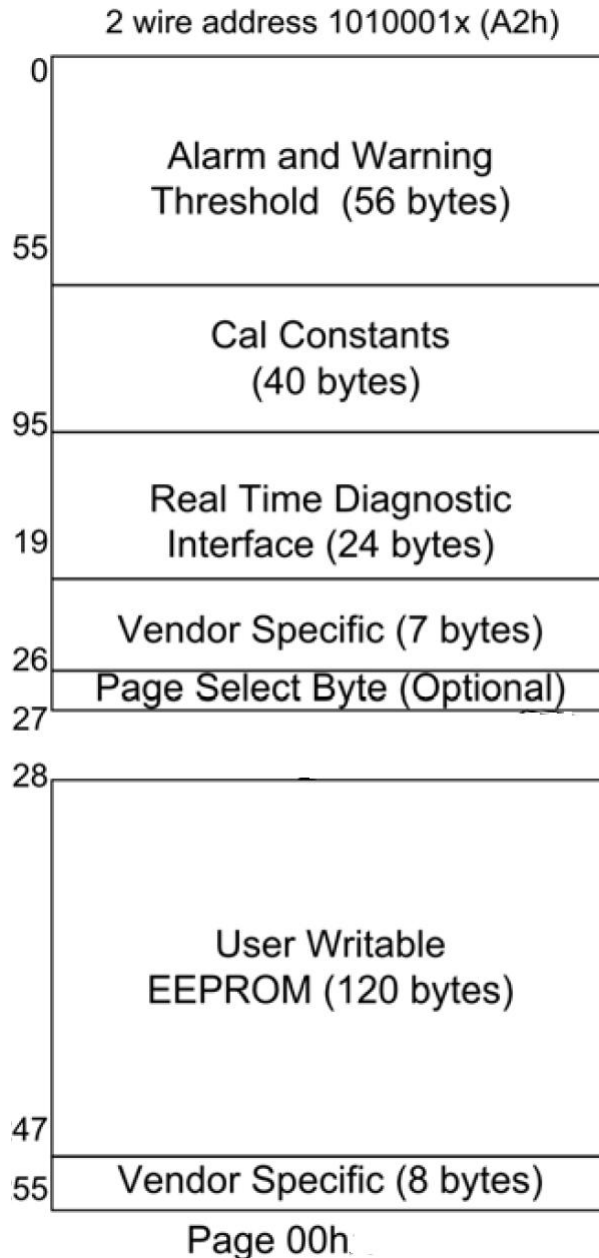 2 wire address 1010001x (A2h)
0
Alarm and Warning
Threshold (56 bytes)
55
Cal Constants
(40 bytes)
95
Real Time Diagnostic
19
Interface (24 bytes)
Vendor Specific (7 bytes)
26
Page Select Byte (Optional)
27
28
User Writable
EEPROM (120 bytes)
47
Vendor Specific (8 bytes)
55
Page 00h